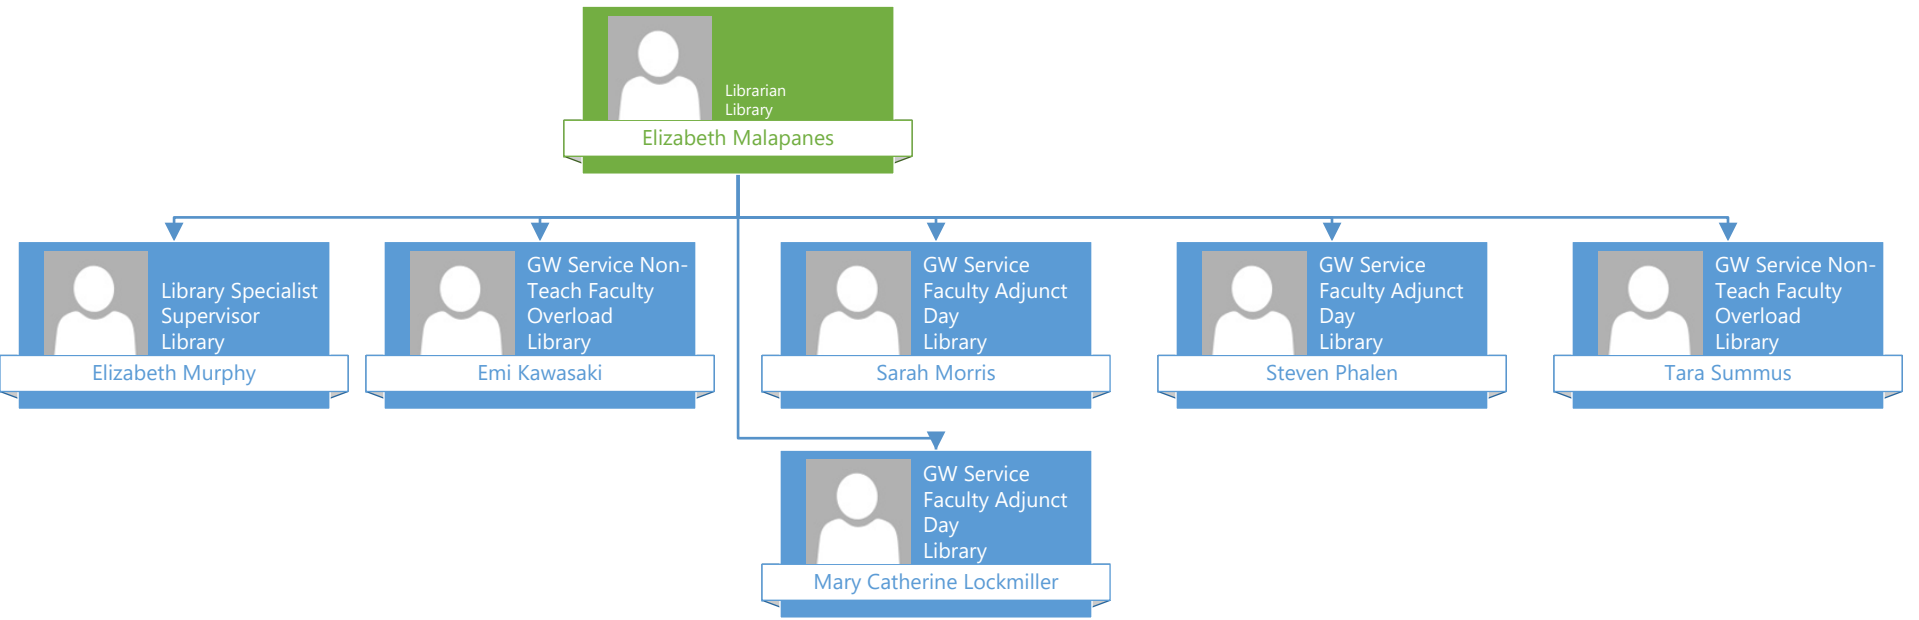 Librarian
Library
Elizabeth Malapanes
Library Specialist
Supervisor
Library
Elizabeth Murphy
GW Service Non-
Teach Faculty
Overload
Library
Emi Kawasaki
GW Service
Faculty Adjunct
Day
Library
Sarah Morris
GW Service
Faculty Adjunct
Day
Library
Steven Phalen
GW Service Non-
Teach Faculty
Overload
Library
Tara Summus
GW Service
Faculty Adjunct
Day
Library
Mary Catherine Lockmiller